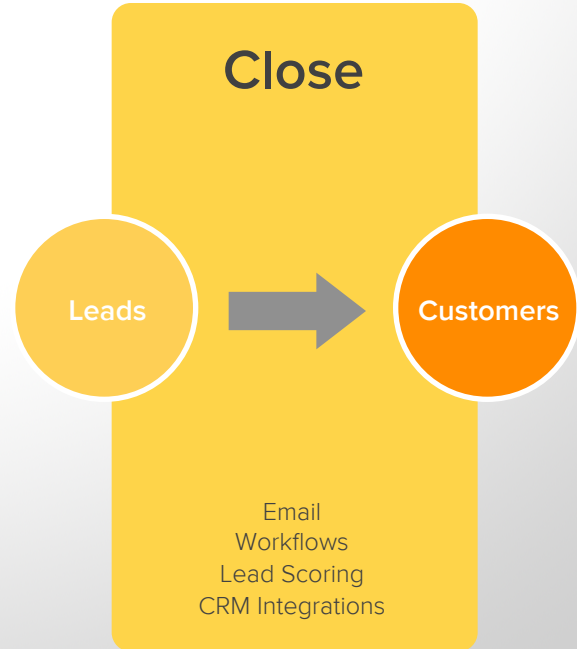 Close
Leads
Customers
Email
Workflows
Lead Scoring
CRM Integrations